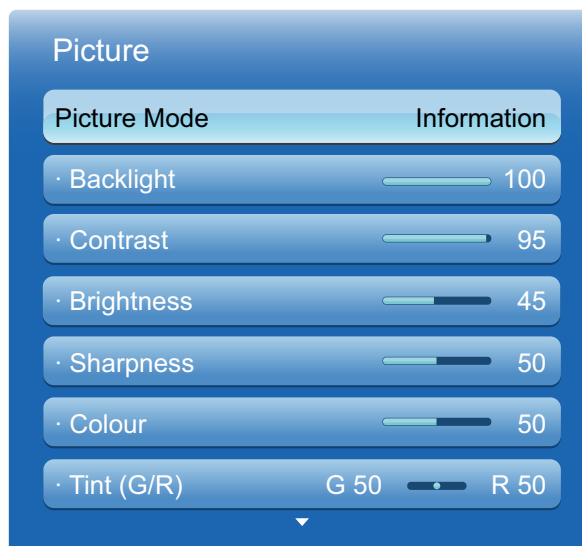 Picture
Picture Mode Information
· Backlight 100
· Contrast 95
· Brightness 45
· Sharpness 50
· Colour 50
· Tint (G/R) G 50 R 50